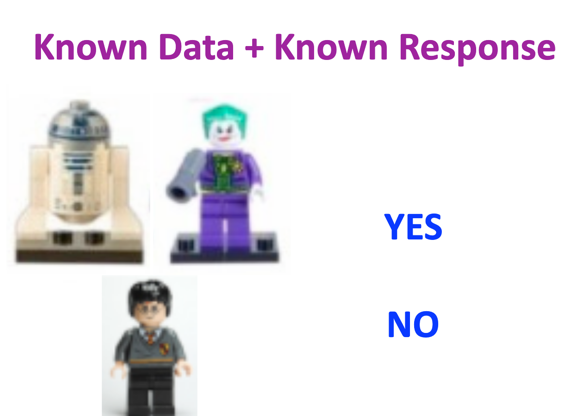 Known Data + Known Response
YES
NO